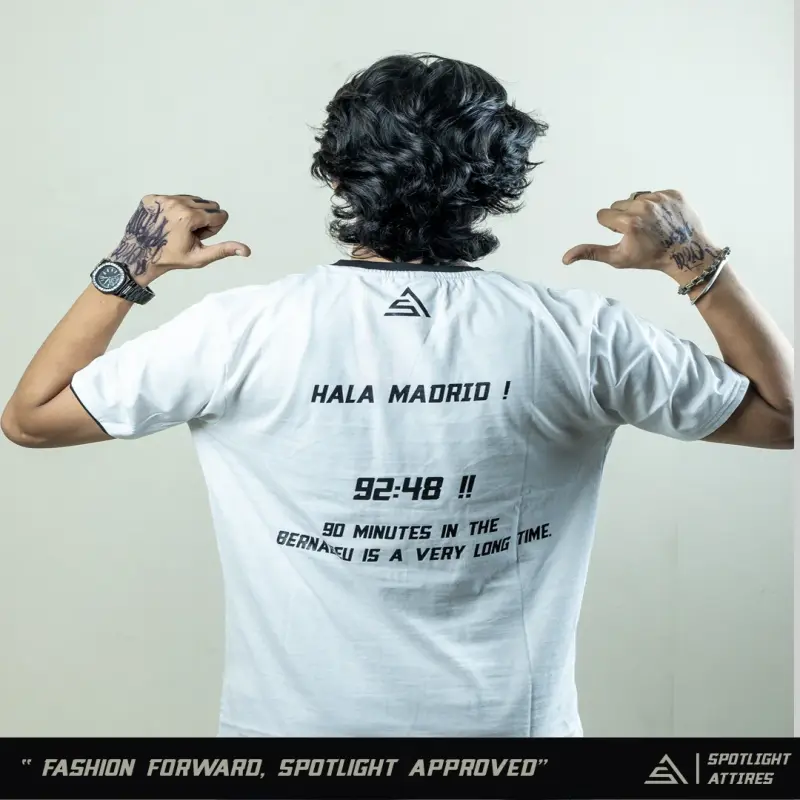 HALA MADRID !
92:48 !!
90 MINUTES IN THE
IS A VERY LONG TIME.
" FASHION FORWARD, SPOTLIGHT APPROVED"
SPOTLIGHT
ATTIRES